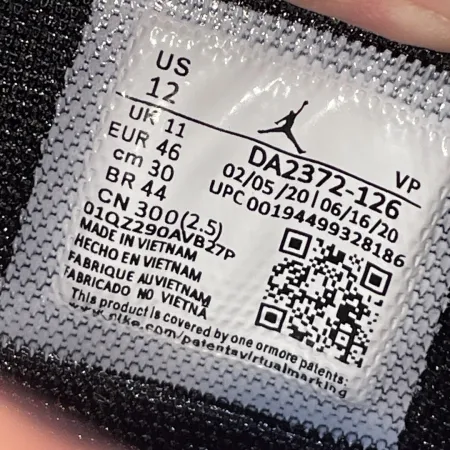 US
12
UK 11
EUR 46
cm 30
BR 44
CN 300(2.5)
01QZ290AVB27P
MADE IN VIETNAM
HECHO EN VIETNAM
FABRIQUE AU VIETNAM
FABRICADO NO VIETNÃ
VP
DA2372-126
02/05/20|06/16/20
UPC 00194499328186
This product is covered by one or more patents:
www.nike.com/patentsvirtualmarking